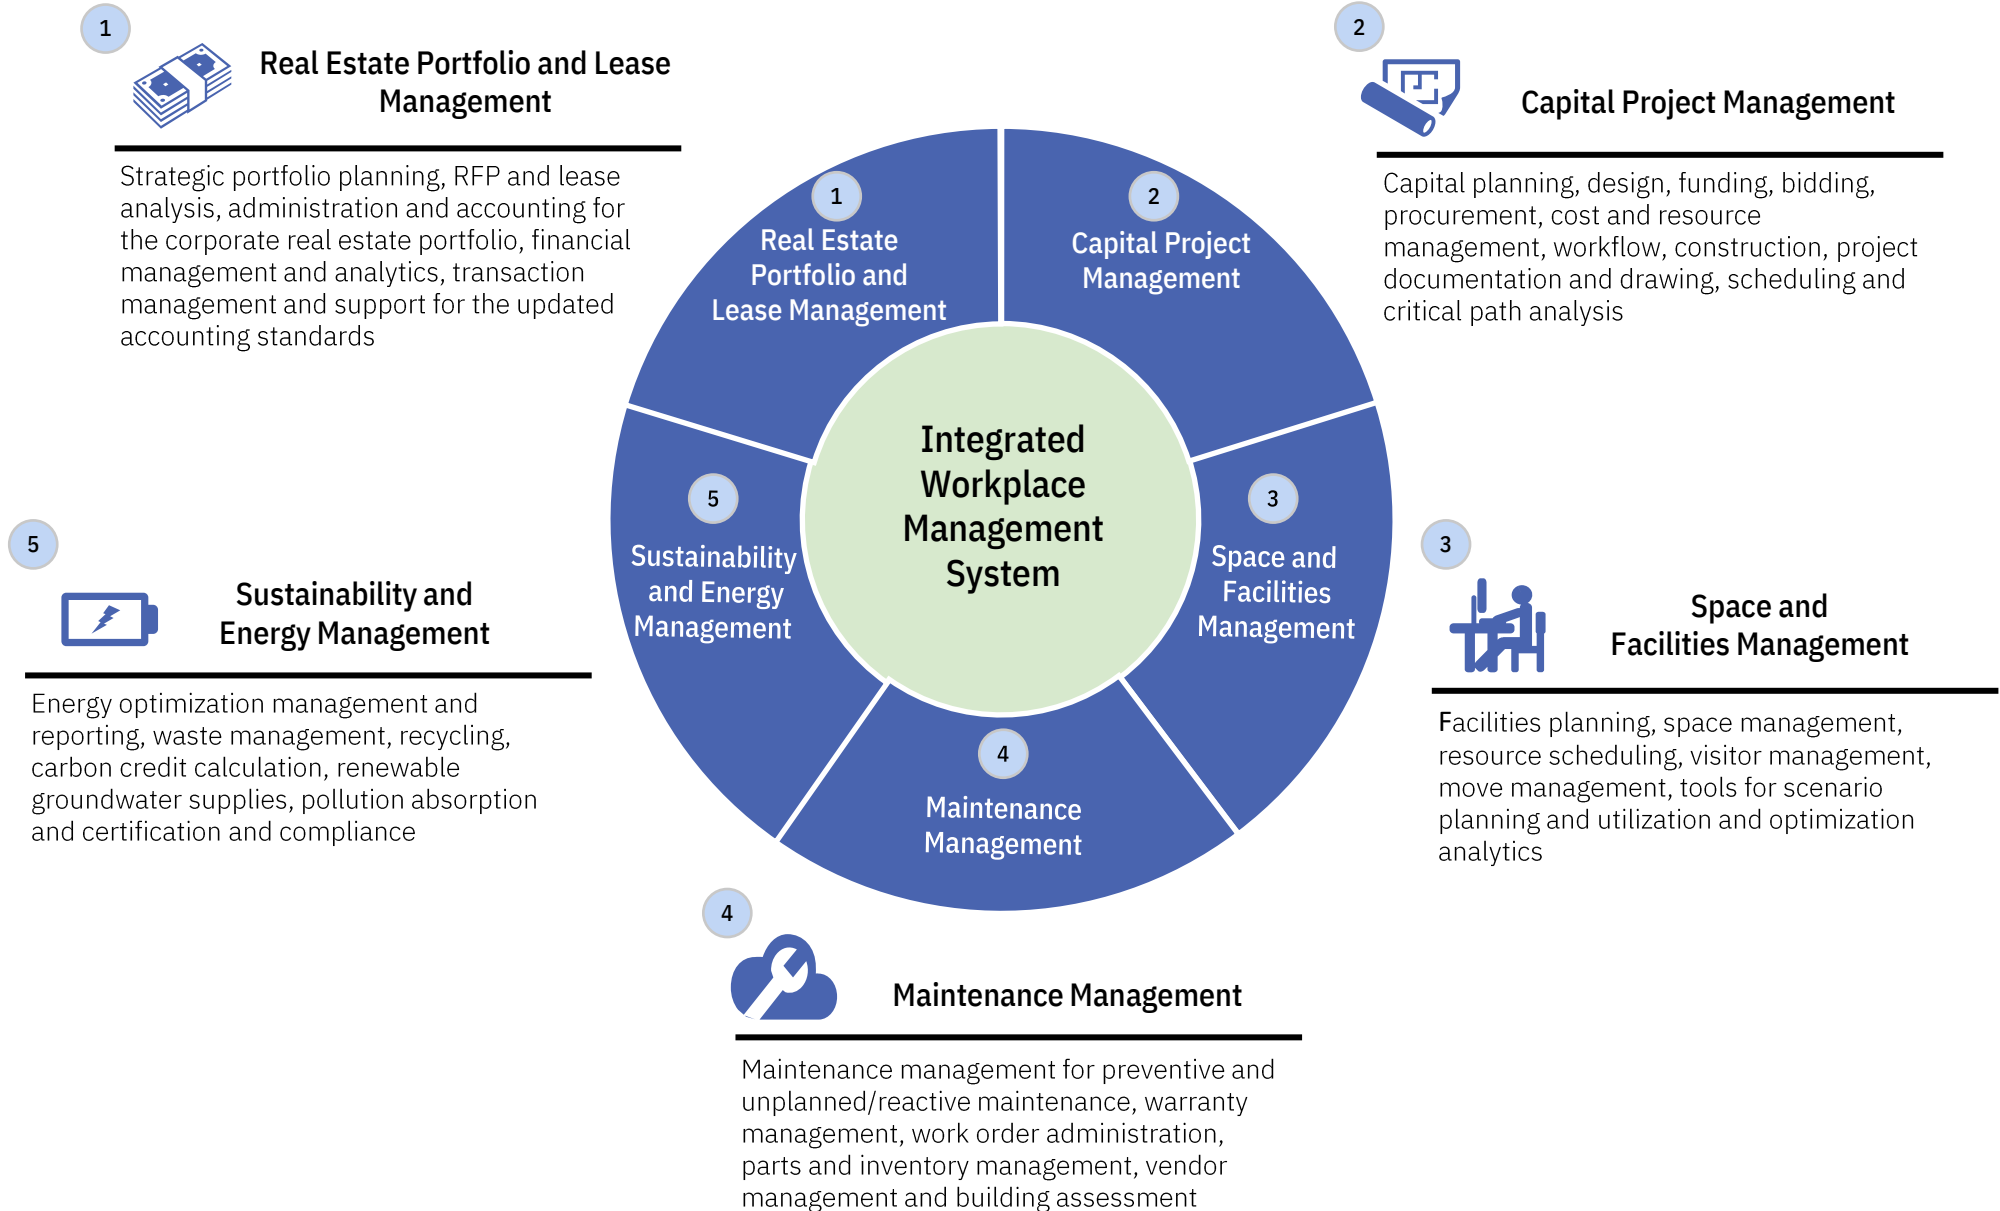 1
Real Estate Portfolio and Lease
Management
Strategic portfolio planning, RFP and lease
analysis, administration and accounting for
the corporate real estate portfolio, financial
management and analytics, transaction
management and support for the updated
accounting standards
2
Capital Project Management
Capital planning, design, funding, bidding,
procurement, cost and resource
management, workflow, construction, project
documentation and drawing, scheduling and
critical path analysis
1
Real Estate
Portfolio and
Lease Management
2
Capital Project
Management
Integrated
Workplace
Management
System
5
Sustainability
and Energy
Management
3
Space and
Facilities
Management
4
Maintenance
Management
5
Sustainability and
Energy Management
Energy optimization management and
reporting, waste management, recycling,
carbon credit calculation, renewable
groundwater supplies, pollution absorption
and certification and compliance
3
Space and
Facilities Management
Facilities planning, space management,
resource scheduling, visitor management,
move management, tools for scenario
planning and utilization and optimization
analytics
4
Maintenance Management
Maintenance management for preventive and
unplanned/reactive maintenance, warranty
management, work order administration,
parts and inventory management, vendor
management and building assessment